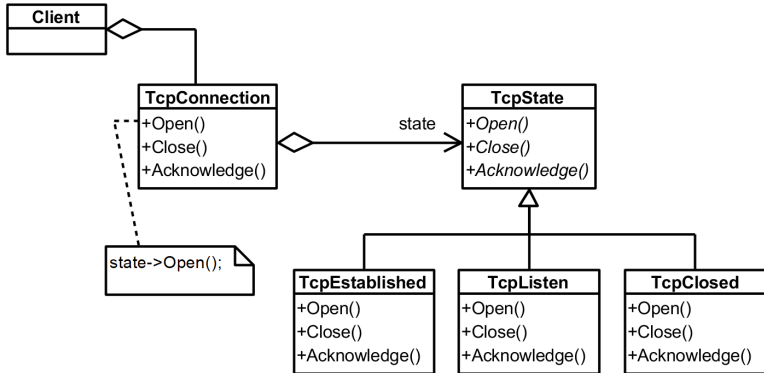 Client
TcpConnection
+Open()
+Close()
+Acknowledge()
state
TcpState
+Open()
+Close()
+Acknowledge()
state->Open();
TcpEstablished
+Open()
+Close()
+Acknowledge()
TcpListen
+Open()
+Close()
+Acknowledge()
TcpClosed
+Open()
+Close()
+Acknowledge()